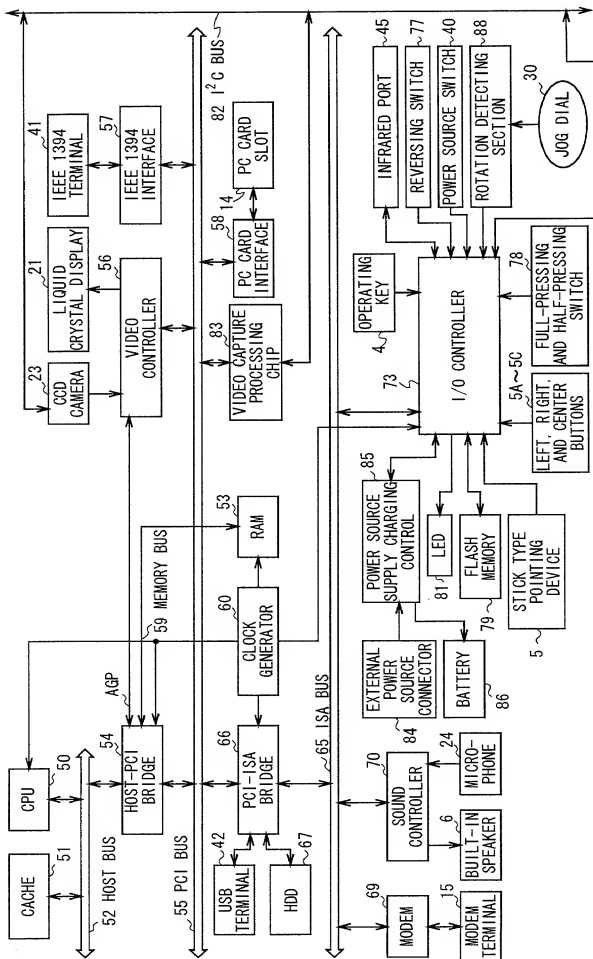 CACHE
51
CPU
50
52 HOST BUS
HOST-PCI
BRIDGE
54
AGP
59 MEMORY BUS
CCD
CAMERA
23
LIQUID
CRYSTAL DISPLAY
21
VIDEO
CONTROLLER
56
IEEE 1394
TERMINAL
41
IEEE 1394
INTERFACE
57
82 I²C BUS
55 PCI BUS
USB
TERMINAL
42
HDD
67
PCI-ISA
BRIDGE
66
CLOCK
GENERATOR
60
RAM
53
VIDEO CAPTURE
PROCESSING
CHIP
83
PC CARD
INTERFACE
58
PC CARD
SLOT
14
65 ISA BUS
MODEM
69
MODEM
TERMINAL
15
SOUND
CONTROLLER
70
BUILT-IN
SPEAKER
6
MICRO-
PHONE
24
EXTERNAL
POWER
SOURCE
CONNECTOR
84
POWER SOURCE
SUPPLY CHARGING
CONTROL
85
BATTERY
86
LED
81
FLASH
MEMORY
79
STICK TYPE
POINTING
DEVICE
5
I/O CONTROLLER
73
OPERATING
KEY
4
LEFT, RIGHT,
AND CENTER
BUTTONS
5A~5C
FULL-PRESSING
AND HALF-PRESSING
SWITCH
78
INFRARED PORT
45
REVERSING SWITCH
77
POWER SOURCE SWITCH
40
ROTATION DETECTING
SECTION
88
JOG DIAL
30